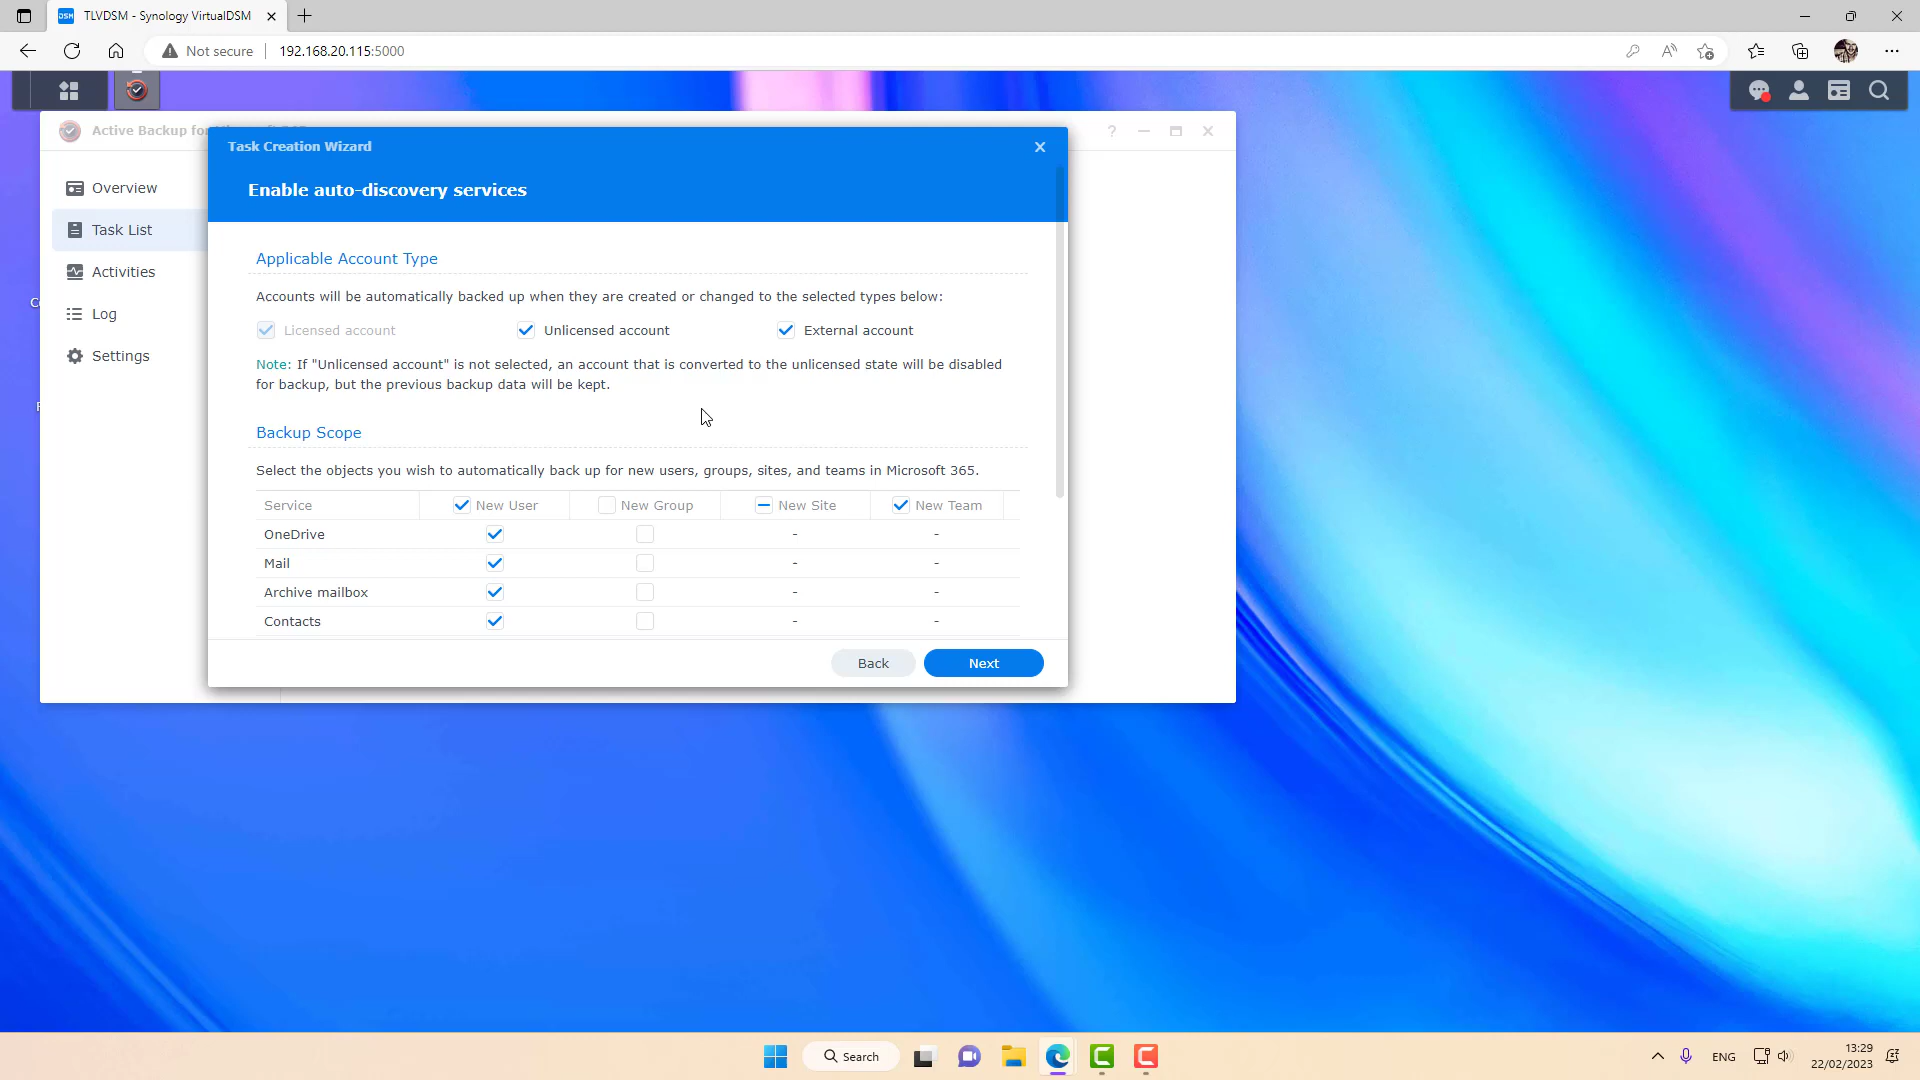 TLVDSM - Synology VirtualDSM
Not secure
192.168.20.115:5000
Active Backup for
Task Creation Wizard
Enable auto-discovery services
Overview
Task List
Activities
Log
Settings
Applicable Account Type
Accounts will be automatically backed up when they are created or changed to the selected types below:
Licensed account Unlicensed account External account
Note: If "Unlicensed account" is not selected, an account that is converted to the unlicensed state will be disabled
for backup, but the previous backup data will be kept.
Backup Scope
Select the objects you wish to automatically back up for new users, groups, sites, and teams in Microsoft 365.
Service New User New Group New Site New Team
OneDrive - -
Mail - -
Archive mailbox - -
Contacts - -
Back Next
Search
ENG
13:29
22/02/2023